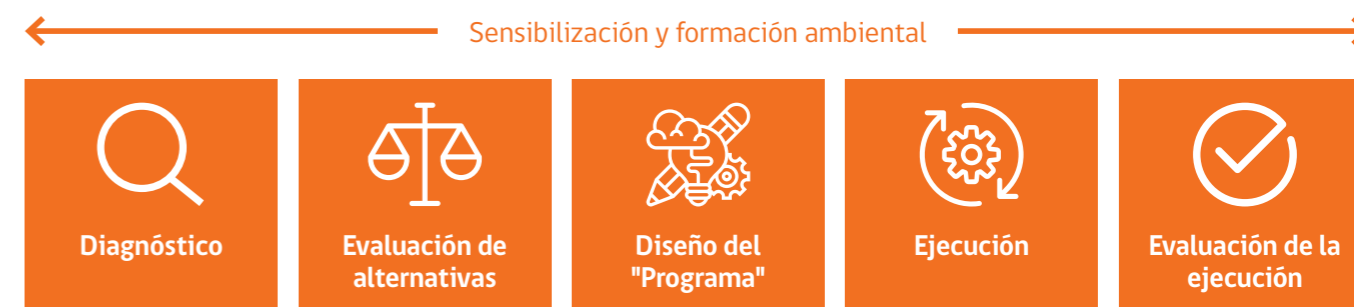 Sensibilización y formación ambiental
Diagnóstico
Evaluación de
alternativas
Diseño del
"Programa"
Ejecución
Evaluación de la
ejecución